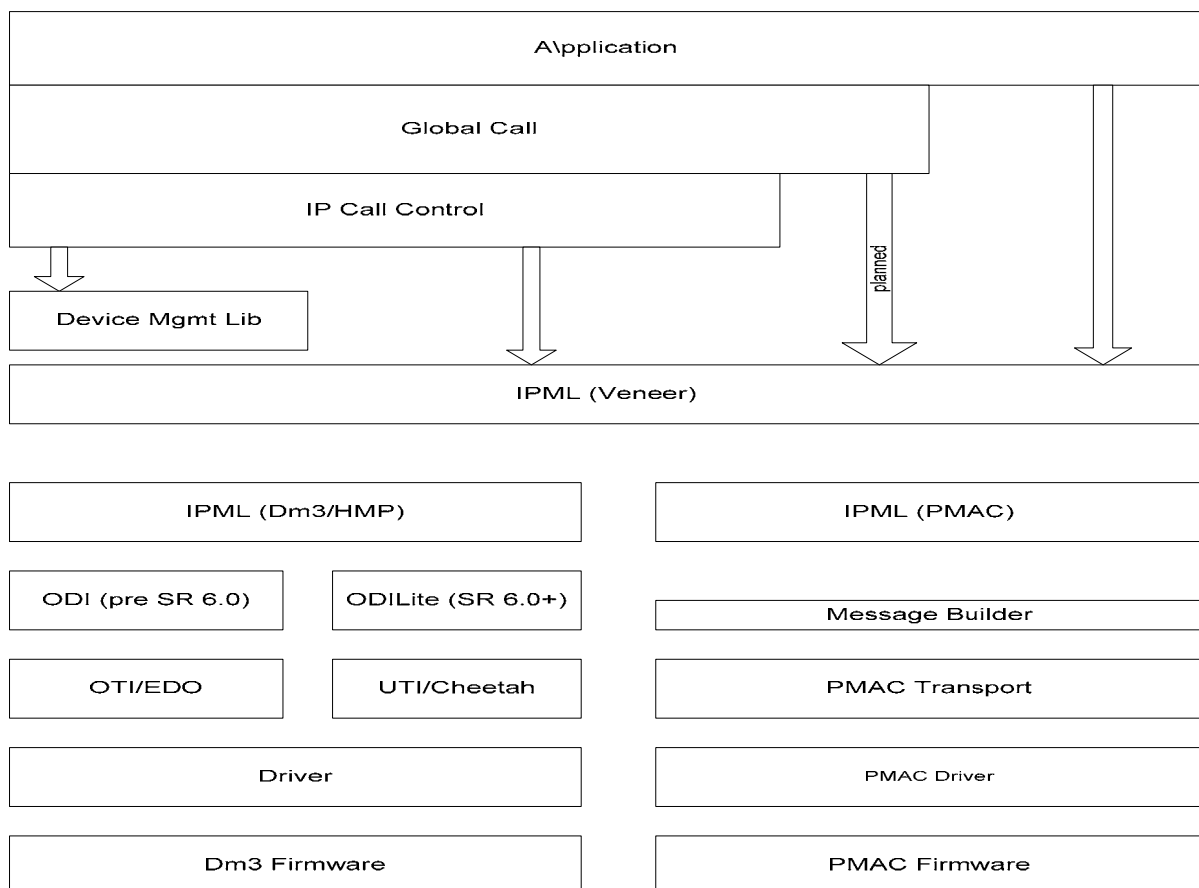 A\pplication
Global Call
IP Call Control
planned
Device Mgmt Lib
IPML (Veneer)
IPML (Dm3/HMP)
IPML (PMAC)
ODI (pre SR 6.0)
ODILite (SR 6.0+)
Message Builder
OTI/EDO
UTI/Cheetah
PMAC Transport
Driver
PMAC Driver
Dm3 Firmware
PMAC Firmware